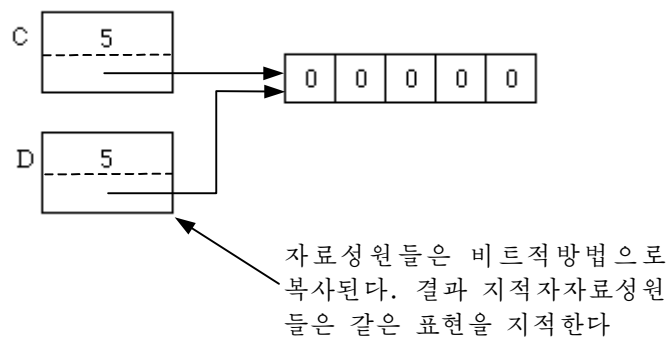 C
5
0 0 0 0 0
D
5
자료성원들은 비트적방법으로
복사된다. 결과 지적자자료성원
들은 같은 표현을 지적한다